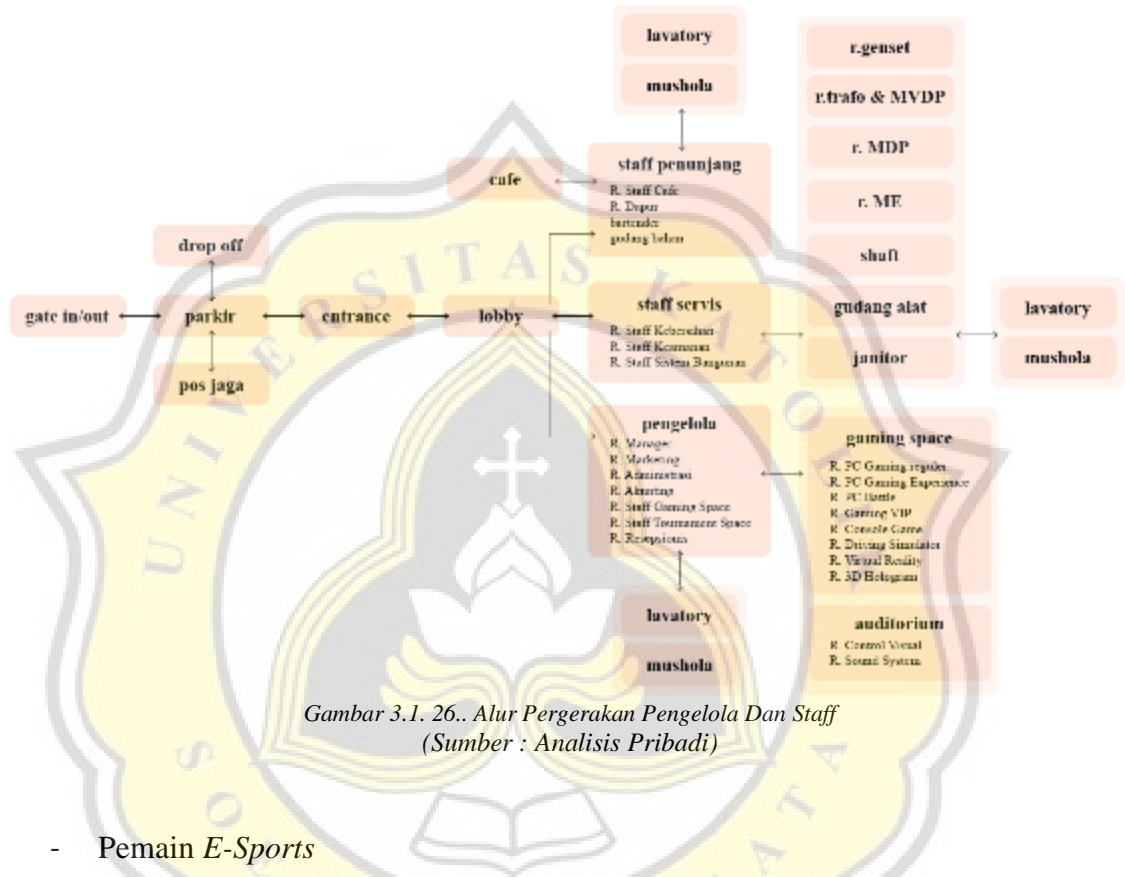 lavatory
mushola
r.genset
r.trafo & MVDP
r. MDP
r. ME
shaft
gudang alat
janitor
staff penunjang
R. Staff Cafe
R. Dapur
bartender
gudang bahan
cafe
drop off
gate in/out
parkir
entrance
lobby
pos jaga
staff servis
R. Staff Kebersihan
R. Staff Keamanan
R. Staff Sistem Bangunan
lavatory
mushola
pengelola
R. Manager
R. Marketing
R. Administrasi
R. Akunting
R. Staff Gaming Space
R. Staff Tournament Space
R. Resepsionis
gaming space
R. PC Gaming reguler
R. PC Gaming Experience
R. PC Battle
R. Gaming VIP
R. Console Game
R. Driving Simulator
R. Virtual Reality
R. 3D Hologram
lavatory
mushola
auditorium
R. Control Visual
R. Sound System
Gambar 3.1. 26.. Alur Pergerakan Pengelola Dan Staff
(Sumber : Analisis Pribadi)
- Pemain E-Sports